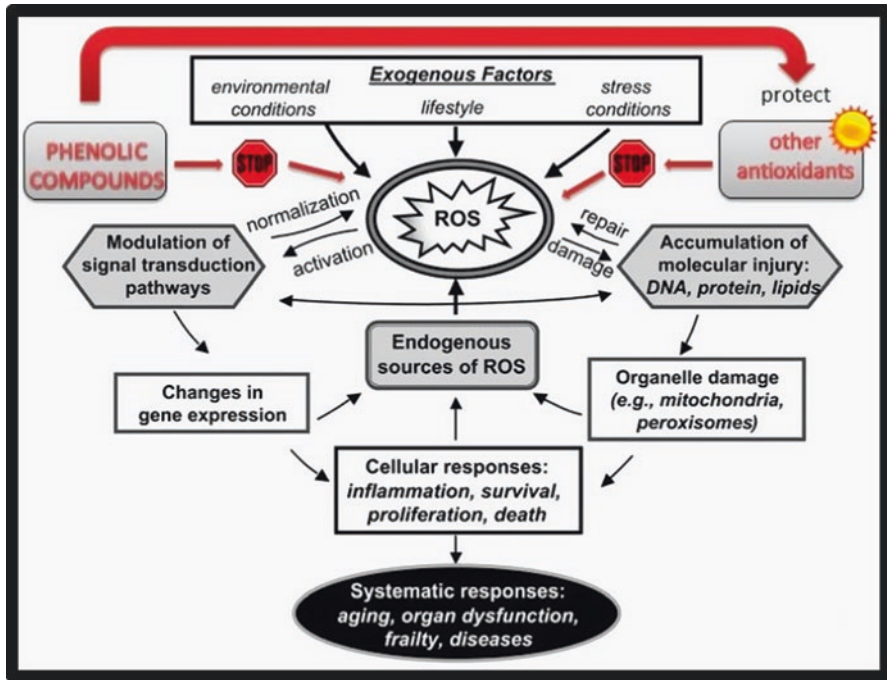 Exogenous Factors
environmental
conditions
lifestyle
stress
conditions
protect
PHENOLIC
COMPOUNDS
STOP
STOP
other
antioxidants
ROS
normalization
activation
repair
damage
Modulation of
signal transduction
pathways
Accumulation of
molecular injury:
DNA, protein, lipids
Endogenous
sources of ROS
Changes in
gene expression
Organelle damage
(e.g., mitochondria,
peroxisomes)
Cellular responses:
inflammation, survival,
proliferation, death
Systematic responses:
aging, organ dysfunction,
frailty, diseases